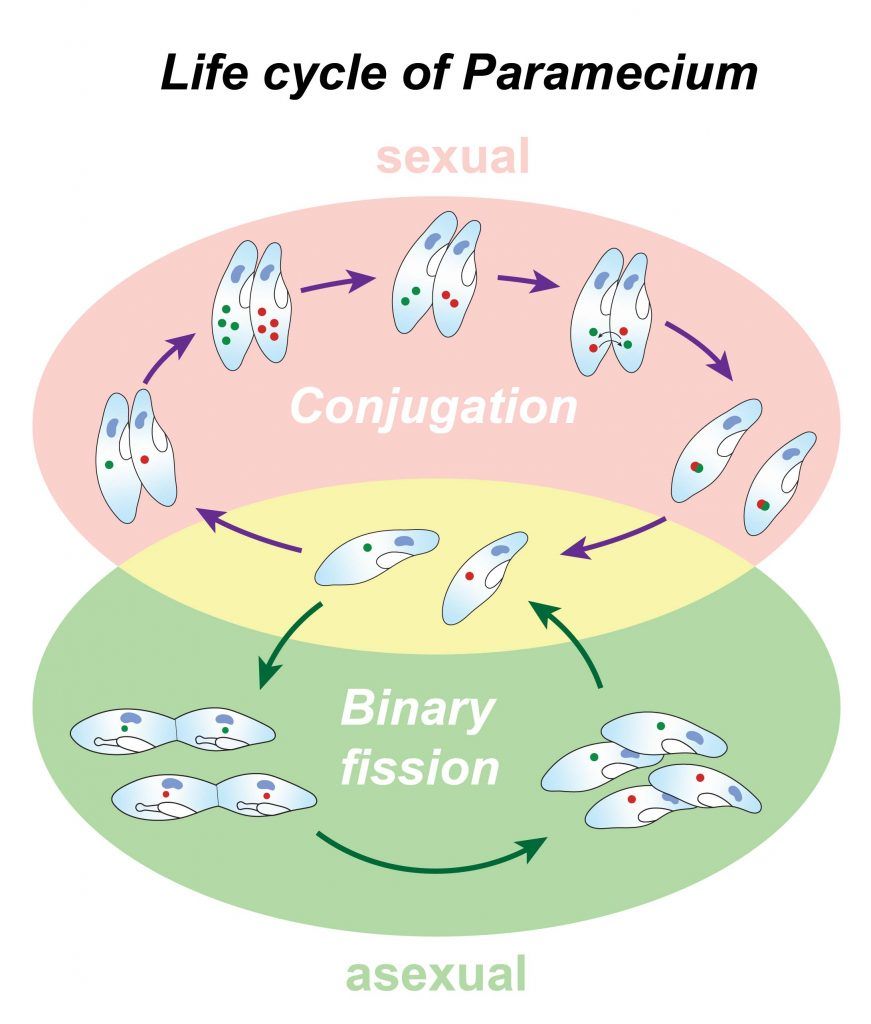 Life cycle of Paramecium
sexual
Conjugation
Binary
fission
asexual